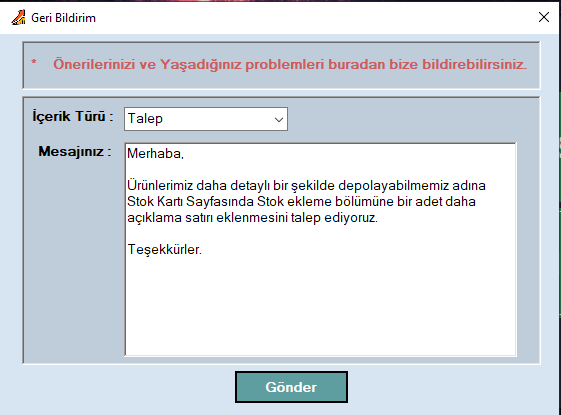 Geri Bildirim
* Önerilerinizi ve Yaşadığınız problemleri buradan bize bildirebilirsiniz.
İçerik Türü : Talep
Mesajınız : Merhaba,
Ürünlerimiz daha detaylı bir şekilde depolayabilmemiz adına
Stok Kartı Sayfasında Stok ekleme bölümüne bir adet daha
açıklama satırı eklenmesini talep ediyoruz.
Teşekkürler.
Gönder